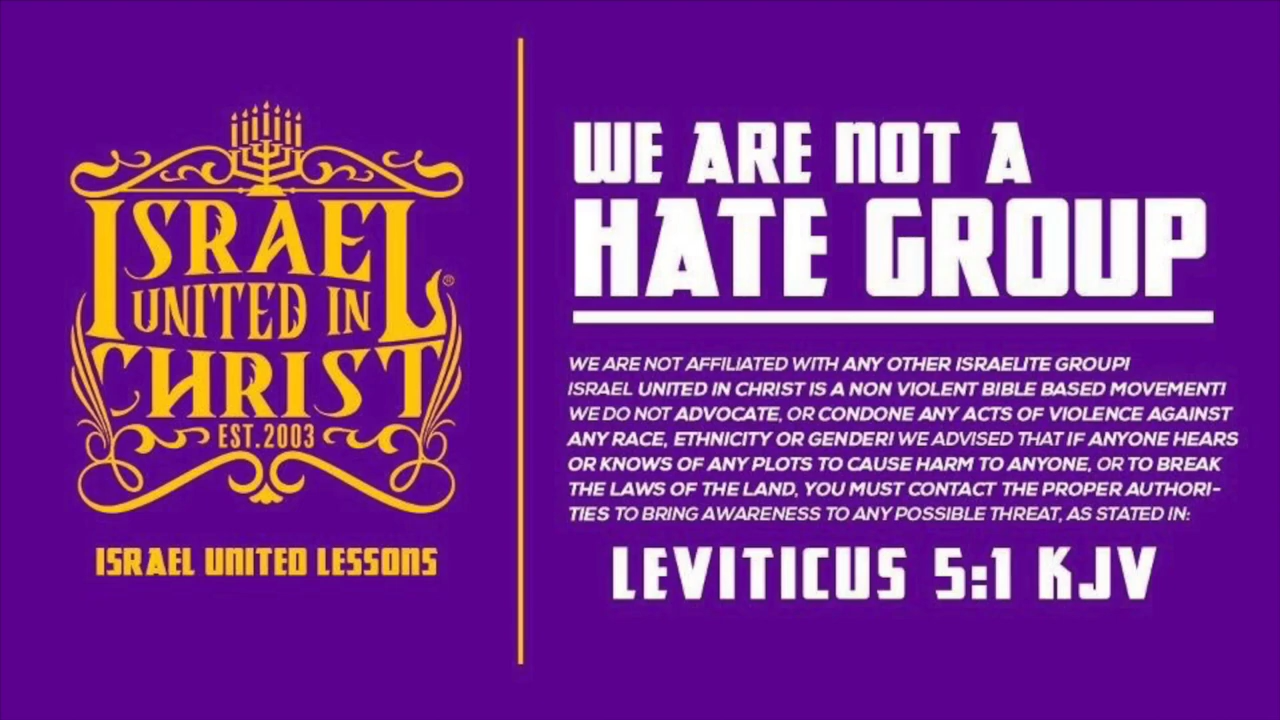 ISRAEL
UNITED IN
CHRIST
EST.2003
ISRAEL UNITED LESSONS
WE ARE NOT A
HATE GROUP
WE ARE NOT AFFILIATED WITH ANY OTHER ISRAELITE GROUP!
ISRAEL UNITED IN CHRIST IS A NON VIOLENT BIBLE BASED MOVEMENT!
WE DO NOT ADVOCATE, OR CONDONE ANY ACTS OF VIOLENCE AGAINST
ANY RACE, ETHNICITY OR GENDER! WE ADVISED THAT IF ANYONE HEARS
OR KNOWS OF ANY PLOTS TO CAUSE HARM TO ANYONE, OR TO BREAK
THE LAWS OF THE LAND, YOU MUST CONTACT THE PROPER AUTHORI-
TIES TO BRING AWARENESS TO ANY POSSIBLE THREAT, AS STATED IN:
LEVITICUS 5:1 KJV